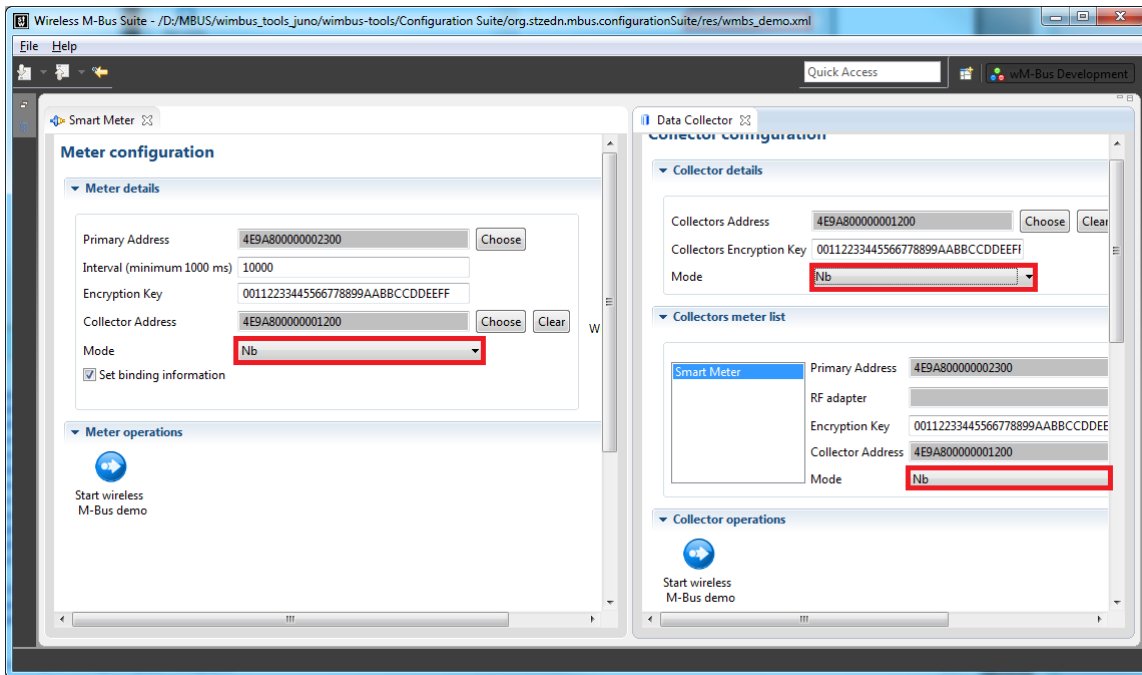 Wireless M-Bus Suite - /D:/MBUS/wimbus_tools_juno/wimbus-tools/Configuration Suite/org.stzedn.mbus.configurationSuite/res/wmbs_demo.xml
File Help
Quick Access
wM-Bus Development
Smart Meter
Meter configuration
Meter details
Primary Address 4E9A800000002300 Choose
Interval (minimum 1000 ms) 10000
Encryption Key 00112233445566778899AABBCCDDEEFF
Collector Address 4E9A800000001200 Choose Clear
W
Mode Nb
Set binding information
Meter operations
Start wireless
M-Bus demo
Data Collector
Collector configuration
Collector details
Collectors Address 4E9A800000001200 Choose Clear
Collectors Encryption Key 00112233445566778899AABBCCDDEEFF
Mode Nb
Collectors meter list
Smart Meter
Primary Address 4E9A800000002300
RF adapter
Encryption Key 00112233445566778899AABBCCDDEE
Collector Address 4E9A800000001200
Mode Nb
Collector operations
Start wireless
M-Bus demo